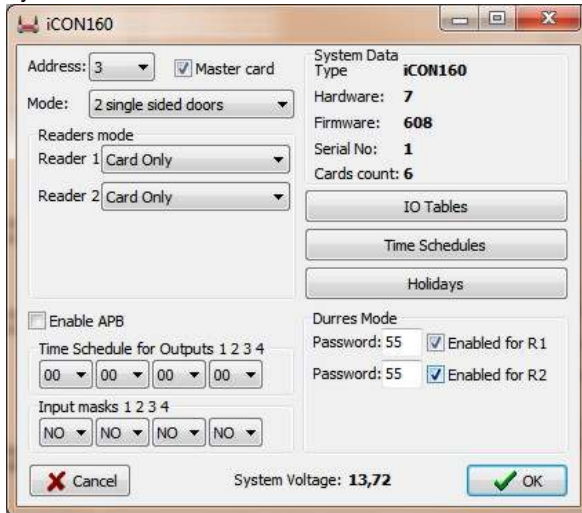 iCON160
Address: 3 Master card
Mode: 2 single sided doors
Readers mode
Reader 1 Card Only
Reader 2 Card Only
System Data
Type iCON160
Hardware: 7
Firmware: 608
Serial No: 1
Cards count: 6
IO Tables
Time Schedules
Holidays
Enable APB
Time Schedule for Outputs 1 2 3 4
00 00 00 00
Input masks 1 2 3 4
NO NO NO NO
Durres Mode
Password: 55 Enabled for R1
Password: 55 Enabled for R2
Cancel System Voltage: 13,72 OK